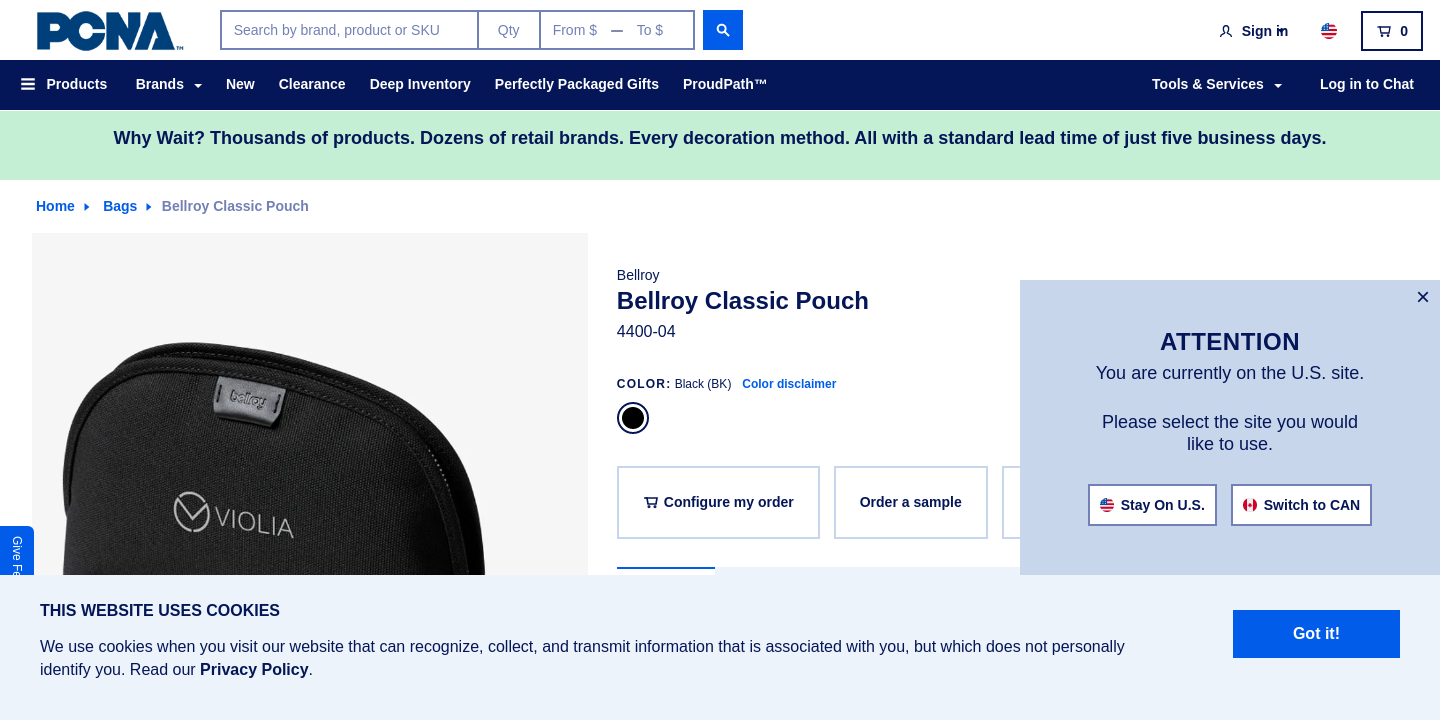 PCNA™
Search by brand, product or SKU
Qty
From $ — To $
Sign in
0
Products
Brands
New
Clearance
Deep Inventory
Perfectly Packaged Gifts
ProudPath™
Tools & Services
Log in to Chat
Why Wait? Thousands of products. Dozens of retail brands. Every decoration method. All with a standard lead time of just five business days.
Home
Bags
Bellroy Classic Pouch
bellroy
VIOLIA
Bellroy
Bellroy Classic Pouch
4400-04
COLOR: Black (BK) Color disclaimer
Configure my order
Order a sample
×
ATTENTION
You are currently on the U.S. site.
Please select the site you would
like to use.
Stay On U.S.
Switch to CAN
Give Fe
THIS WEBSITE USES COOKIES
We use cookies when you visit our website that can recognize, collect, and transmit information that is associated with you, but which does not personally
identify you. Read our Privacy Policy.
Got it!